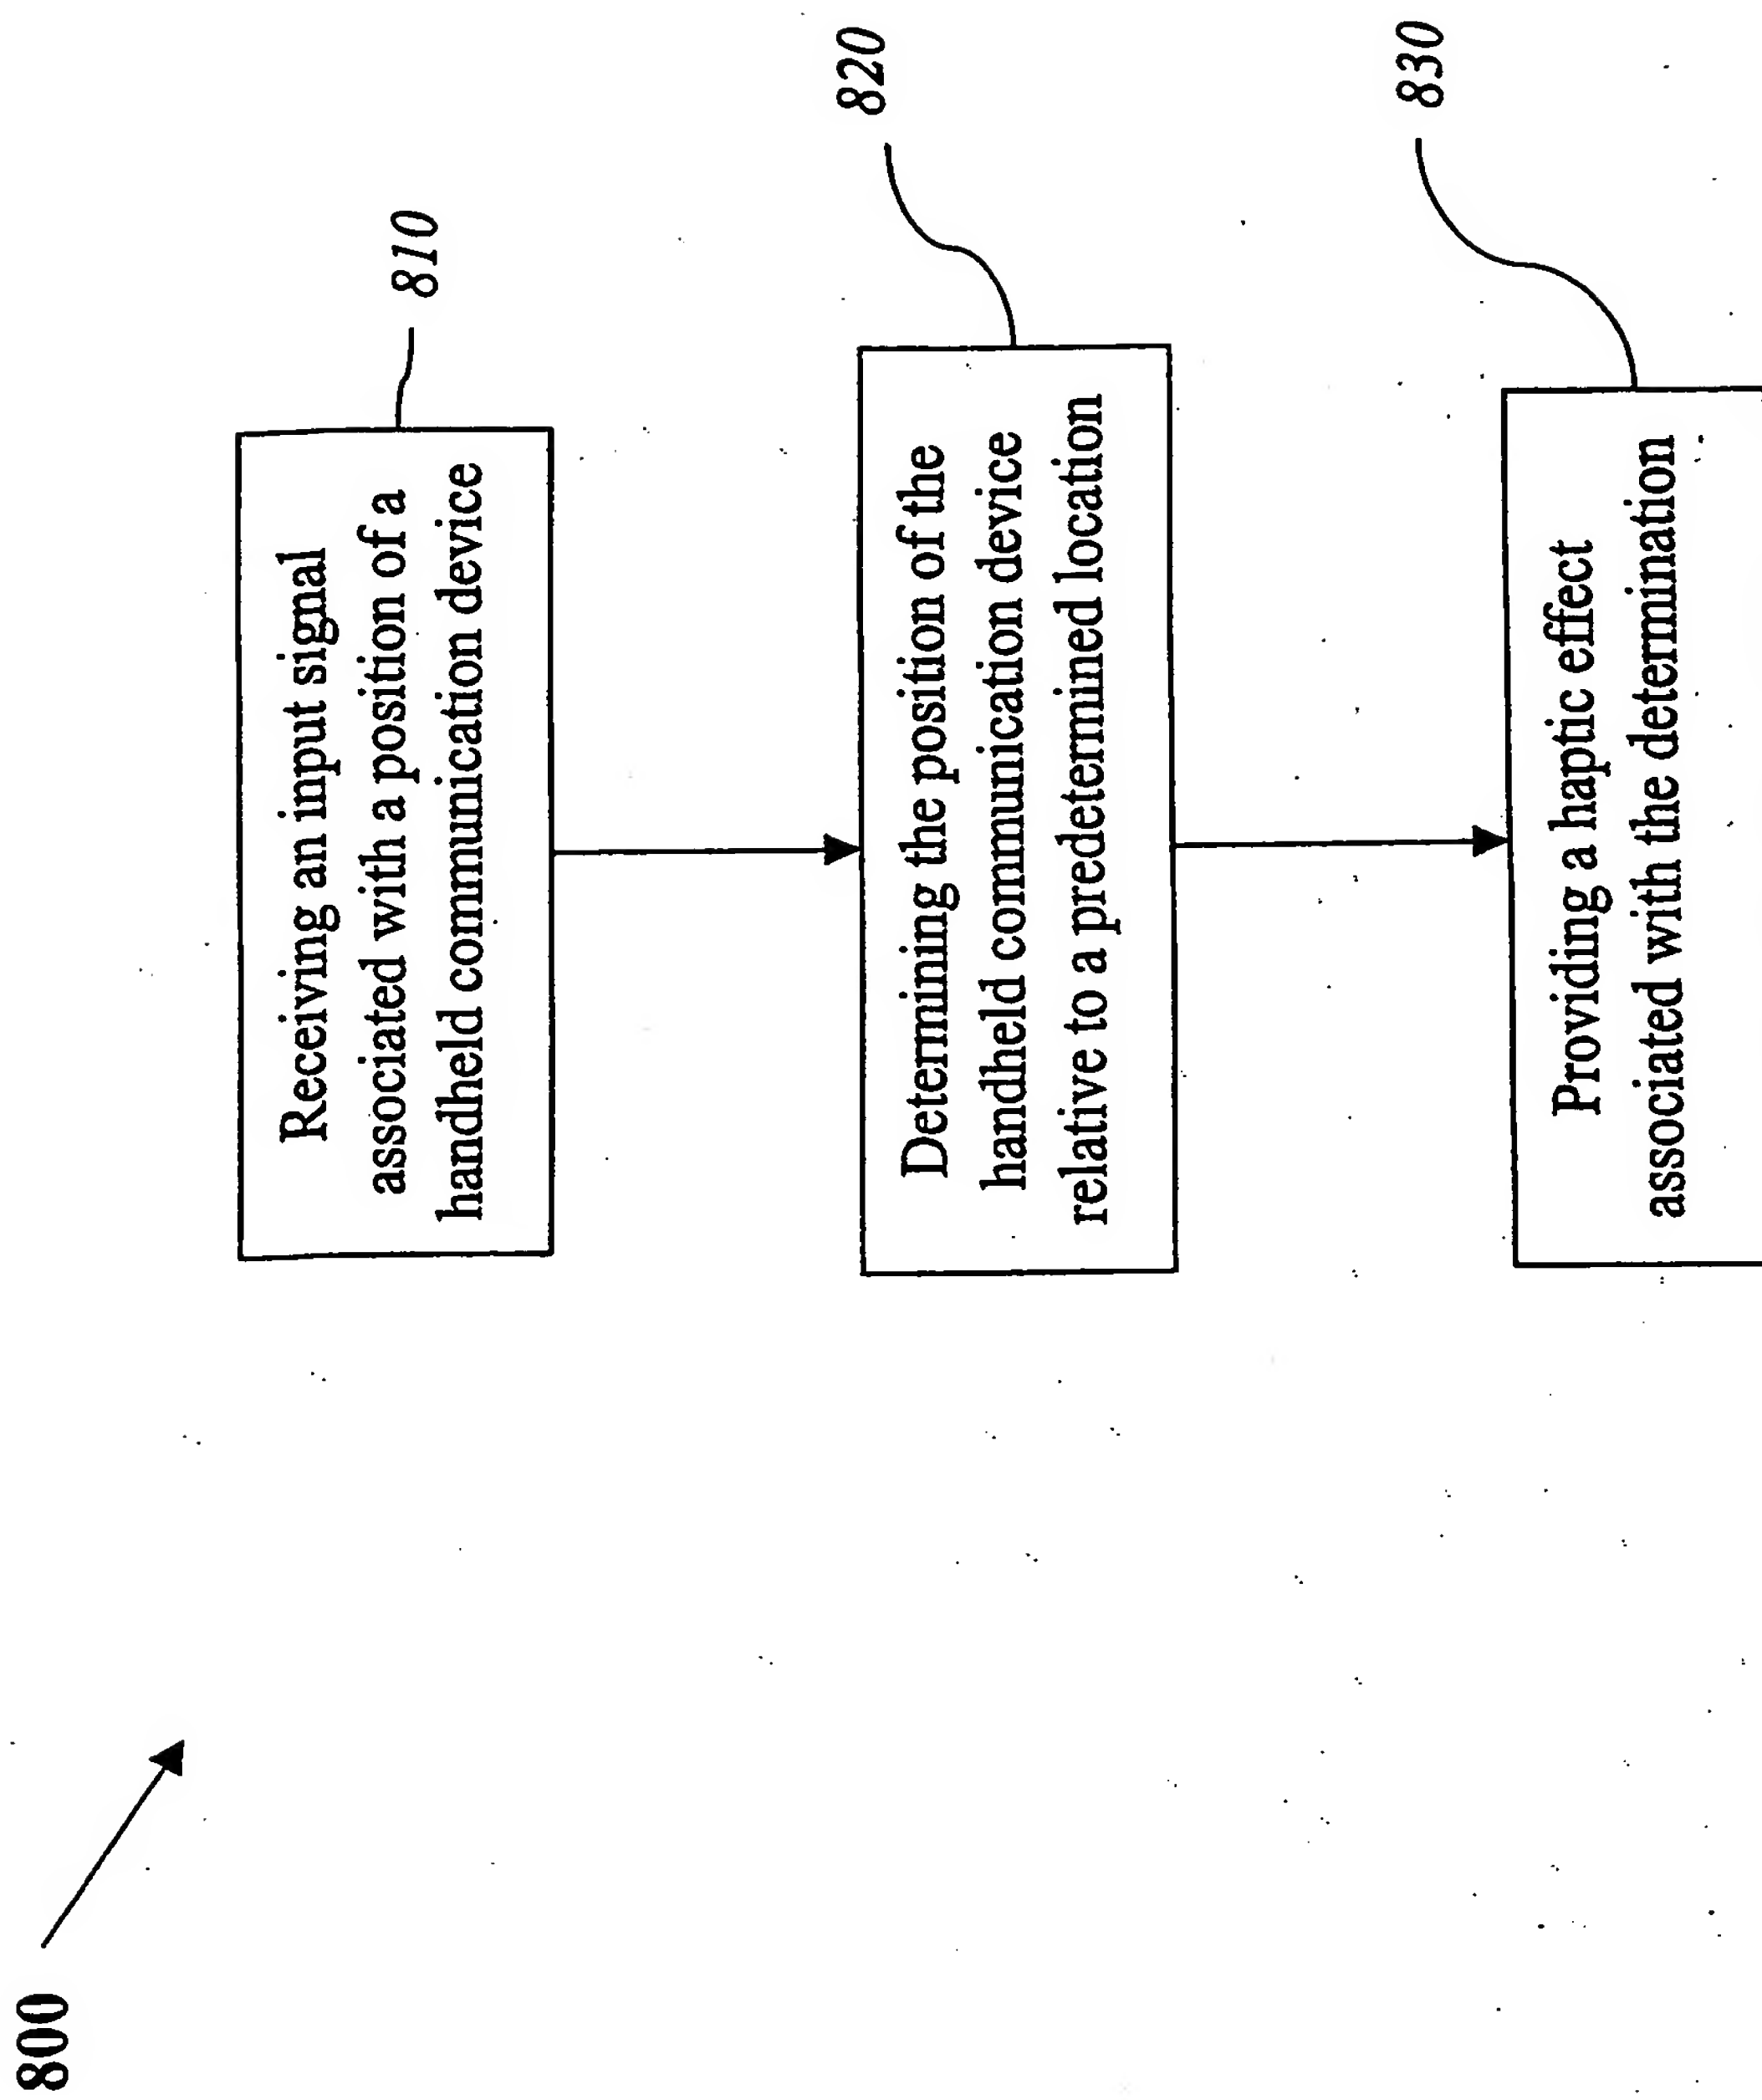 800
810
Receiving an input signal
associated with a position of a
handheld communication device
820
Determining the position of the
handheld communication device
relative to a predetermined location
830
Providing a haptic effect
associated with the determination